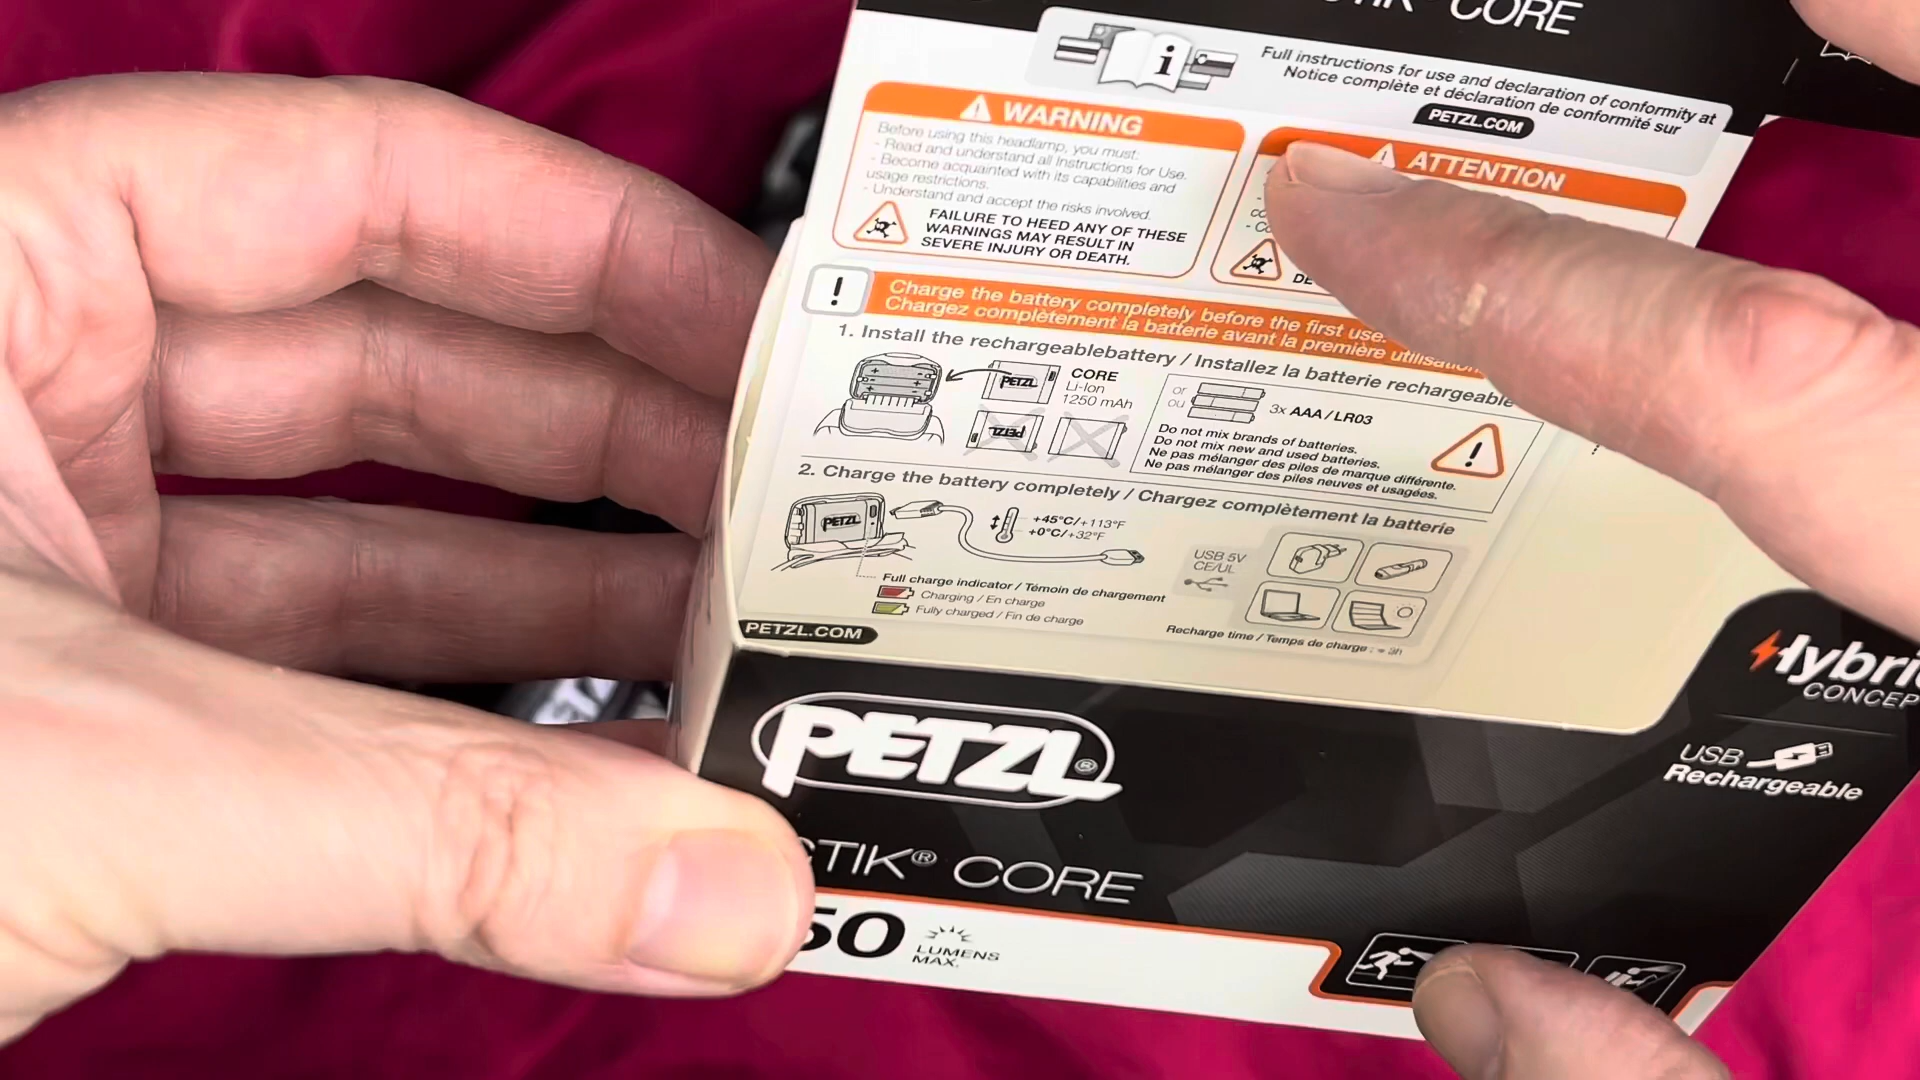 CORE
Full instructions for use and declaration of conformity at
Notice complète et déclaration de conformité sur
PETZL.COM
WARNING
Before using this headlamp, you must:
- Read and understand all Instructions for Use.
- Become acquainted with its capabilities and
usage restrictions.
- Understand and accept the risks involved.
FAILURE TO HEED ANY OF THESE
WARNINGS MAY RESULT IN
SEVERE INJURY OR DEATH.
ATTENTION
Charge the battery completely before the first use.
Chargez complètement la batterie avant la première utilisation.
1. Install the rechargeablebattery / Installez la batterie rechargeable
PETZL
CORE
Li-Ion
1250 mAh
PETZL
or
ou
3x AAA / LR03
Do not mix brands of batteries.
Do not mix new and used batteries.
Ne pas mélanger des piles de marque différente.
Ne pas mélanger des piles neuves et usagées.
2. Charge the battery completely / Chargez complètement la batterie
PETZL
+45°C/+113°F
+0°C/+32°F
USB 5V
CE/UL
Full charge indicator / Témoin de chargement
Charging / En charge
Fully charged / Fin de charge
Recharge time / Temps de charge : ≈ 3h
PETZL.COM
Hybri
CONCEP
USB
Rechargeable
PETZL®
TIK® CORE
50
LUMENS
MAX.